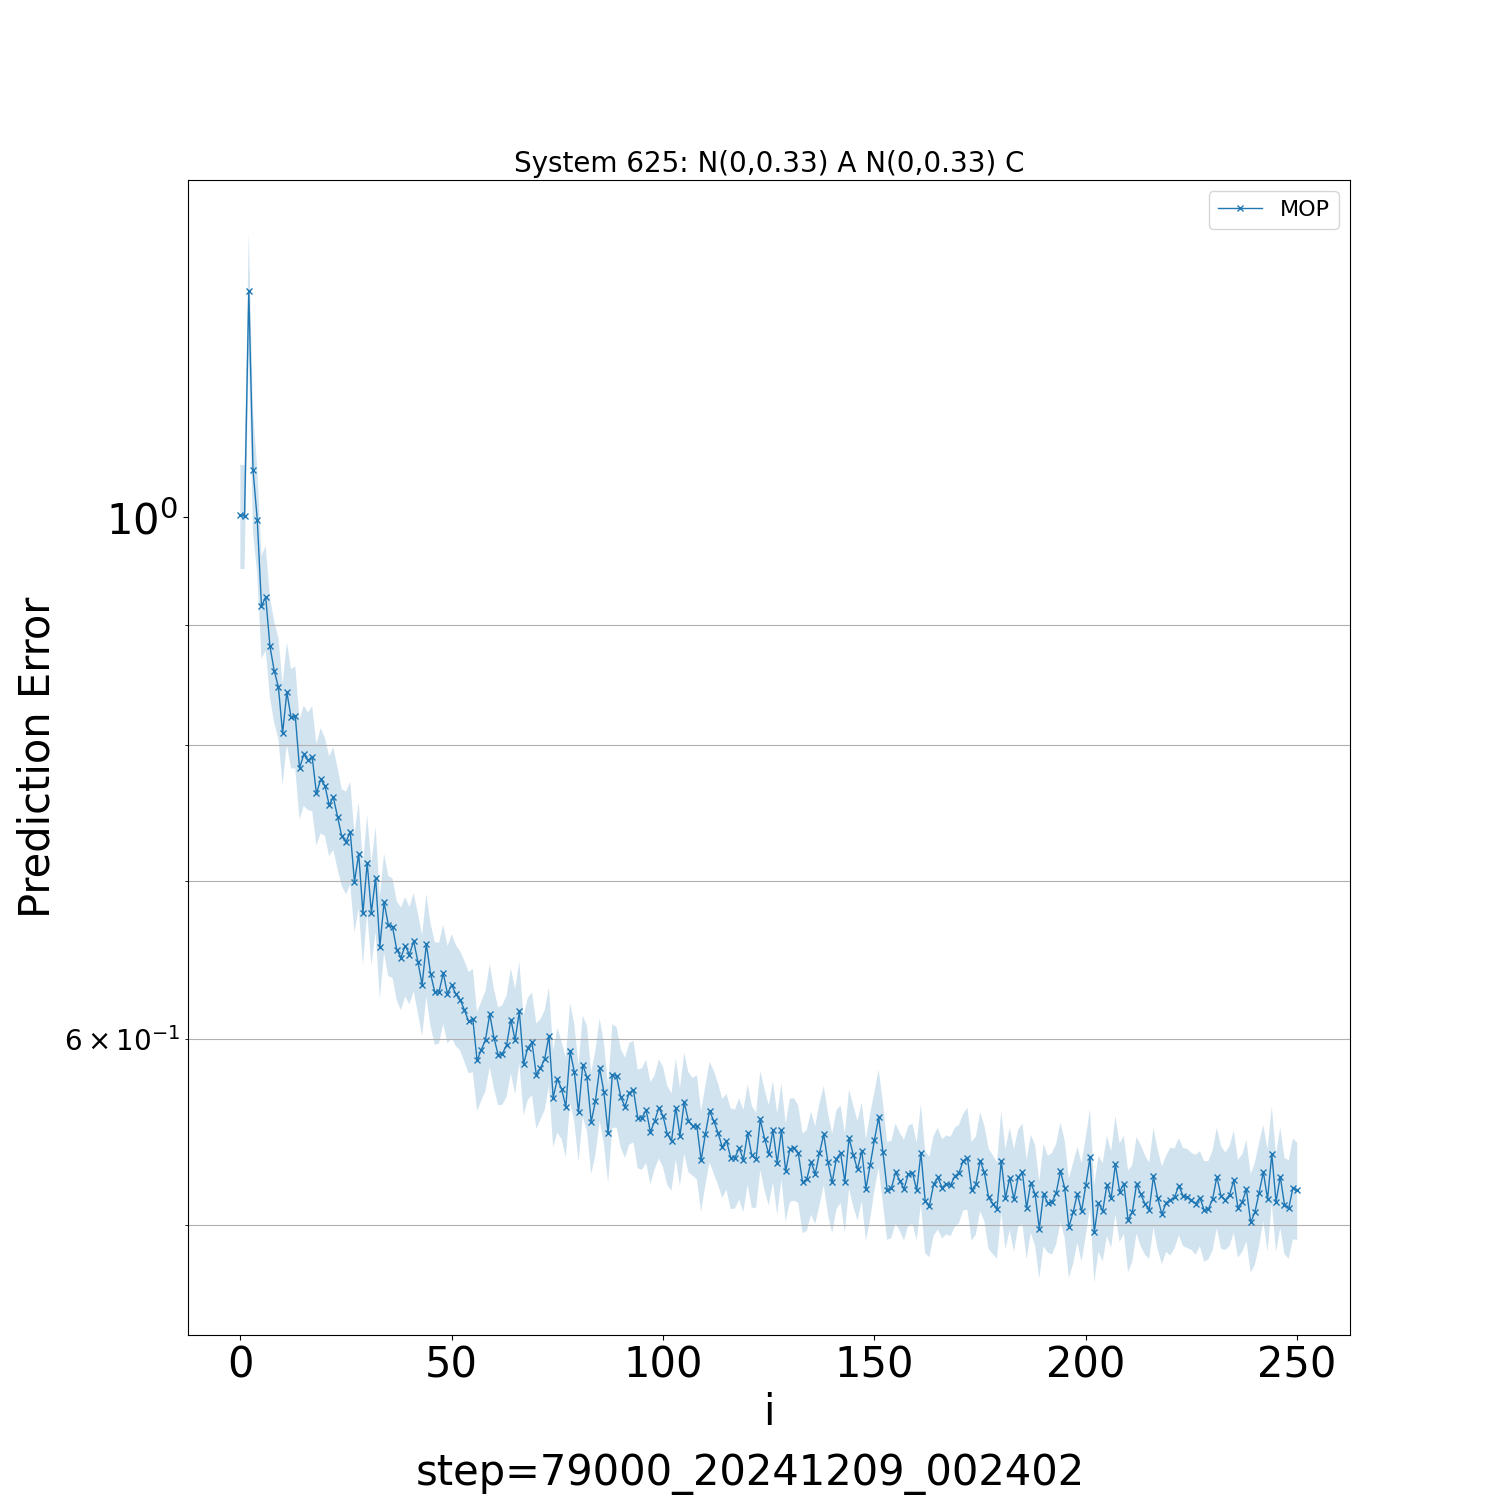 System 625: N(0,0.33) A N(0,0.33) C
MOP
10⁰
6 × 10⁻¹
Prediction Error
0 50 100 150 200 250
i
step=79000_20241209_002402